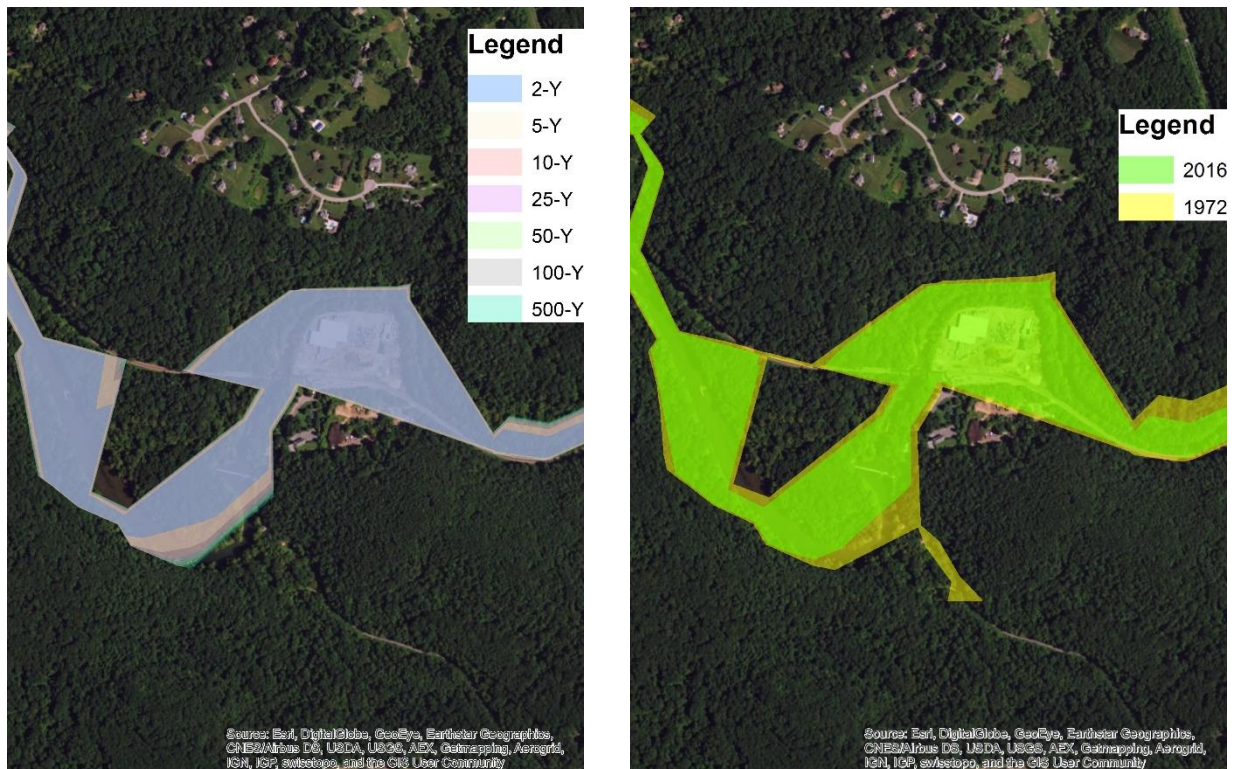 Legend
2-Y
5-Y
10-Y
25-Y
50-Y
100-Y
500-Y
Source: Esri, DigitalGlobe, GeoEye, Earthstar Geographics,
CNES/Airbus DS, USDA, USGS, AEX, Getmapping, Aerogrid,
IGN, IGP, swisstopo, and the GIS User Community
Legend
2016
1972
Source: Esri, DigitalGlobe, GeoEye, Earthstar Geographics,
CNES/Airbus DS, USDA, USGS, AEX, Getmapping, Aerogrid,
IGN, IGP, swisstopo, and the GIS User Community